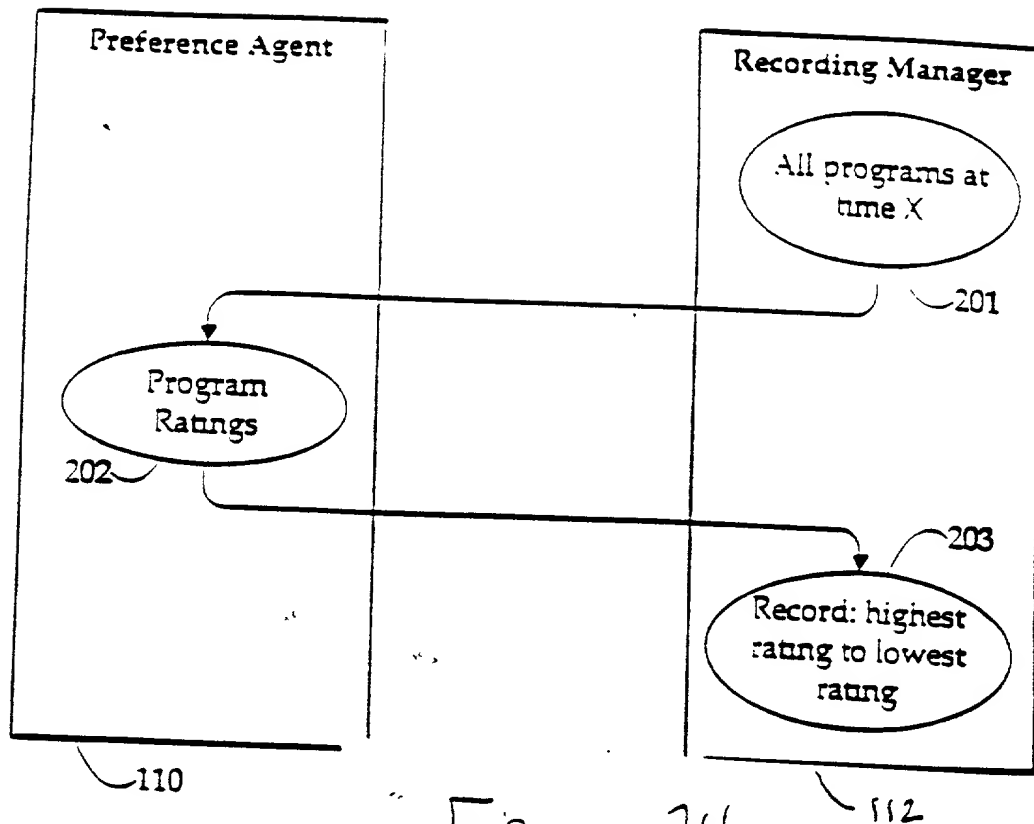 Preference Agent
Recording Manager
All programs at
time X
201
Program
Ratings
202
203
Record: highest
rating to lowest
rating
110
112